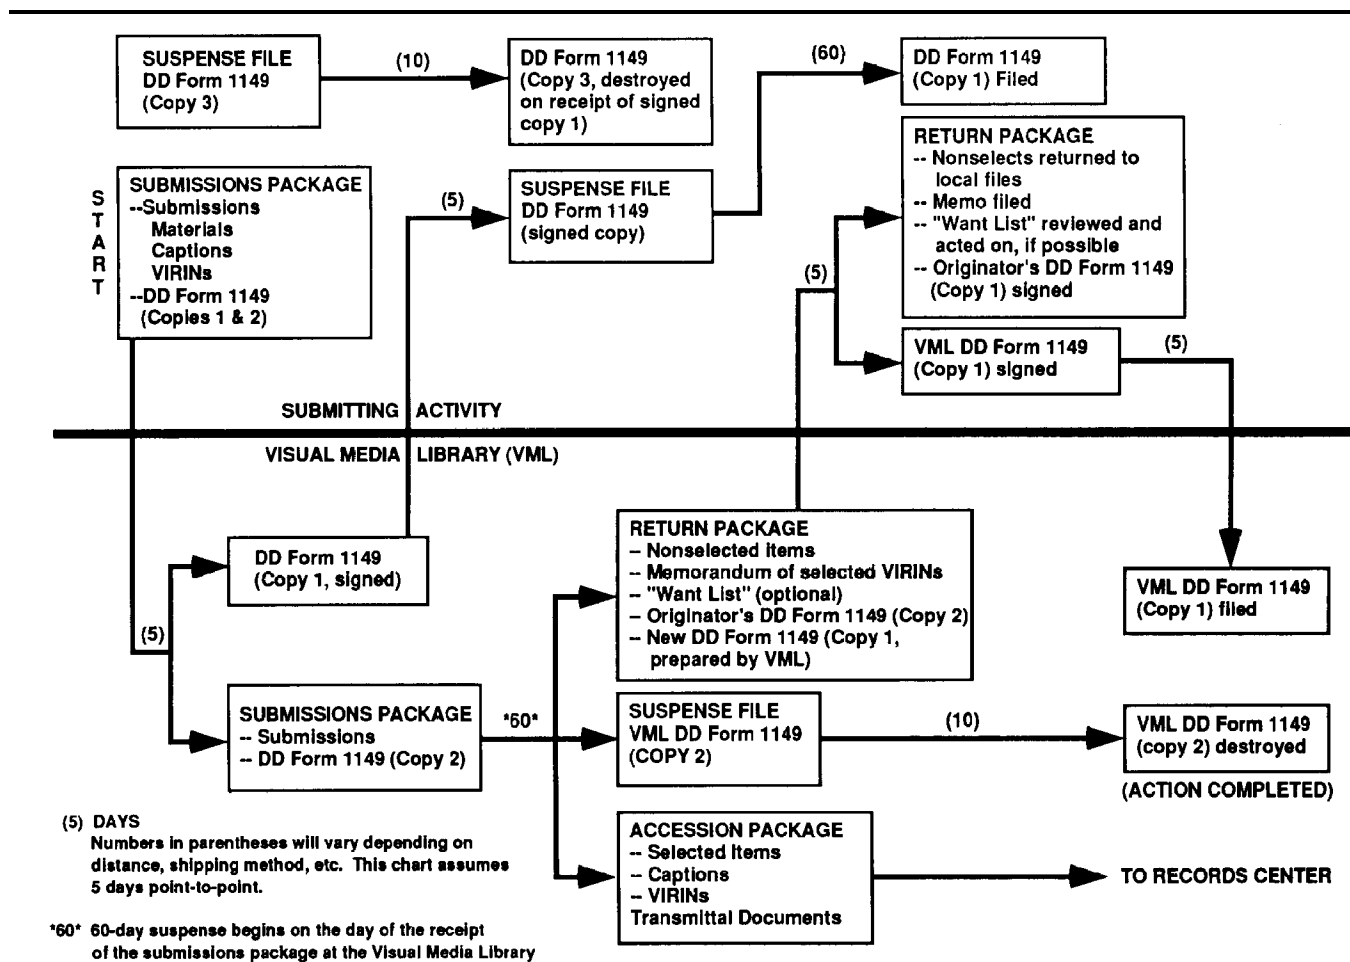 SUSPENSE FILE
DD Form 1149
(Copy 3)
(10)
DD Form 1149
(Copy 3, destroyed
on receipt of signed
copy 1)
(60)
DD Form 1149
(Copy 1) Filed
START
SUBMISSIONS PACKAGE
--Submissions
Materials
Captions
VIRINs
--DD Form 1149
(Copies 1 & 2)
(5)
SUSPENSE FILE
DD Form 1149
(signed copy)
RETURN PACKAGE
-- Nonselects returned to
local files
-- Memo filed
-- "Want List" reviewed and
acted on, if possible
-- Originator's DD Form 1149
(Copy 1) signed
(5)
VML DD Form 1149
(Copy 1) signed
(5)
SUBMITTING ACTIVITY
VISUAL MEDIA LIBRARY (VML)
DD Form 1149
(Copy 1, signed)
(5)
SUBMISSIONS PACKAGE
-- Submissions
-- DD Form 1149 (Copy 2)
*60*
RETURN PACKAGE
-- Nonselected items
-- Memorandum of selected VIRINs
-- "Want List" (optional)
-- Originator's DD Form 1149 (Copy 2)
-- New DD Form 1149 (Copy 1,
prepared by VML)
VML DD Form 1149
(Copy 1) filed
SUSPENSE FILE
VML DD Form 1149
(COPY 2)
(10)
VML DD Form 1149
(copy 2) destroyed
(ACTION COMPLETED)
ACCESSION PACKAGE
-- Selected Items
-- Captions
-- VIRINs
Transmittal Documents
TO RECORDS CENTER
(5) DAYS
Numbers in parentheses will vary depending on
distance, shipping method, etc. This chart assumes
5 days point-to-point.
*60* 60-day suspense begins on the day of the receipt
of the submissions package at the Visual Media Library